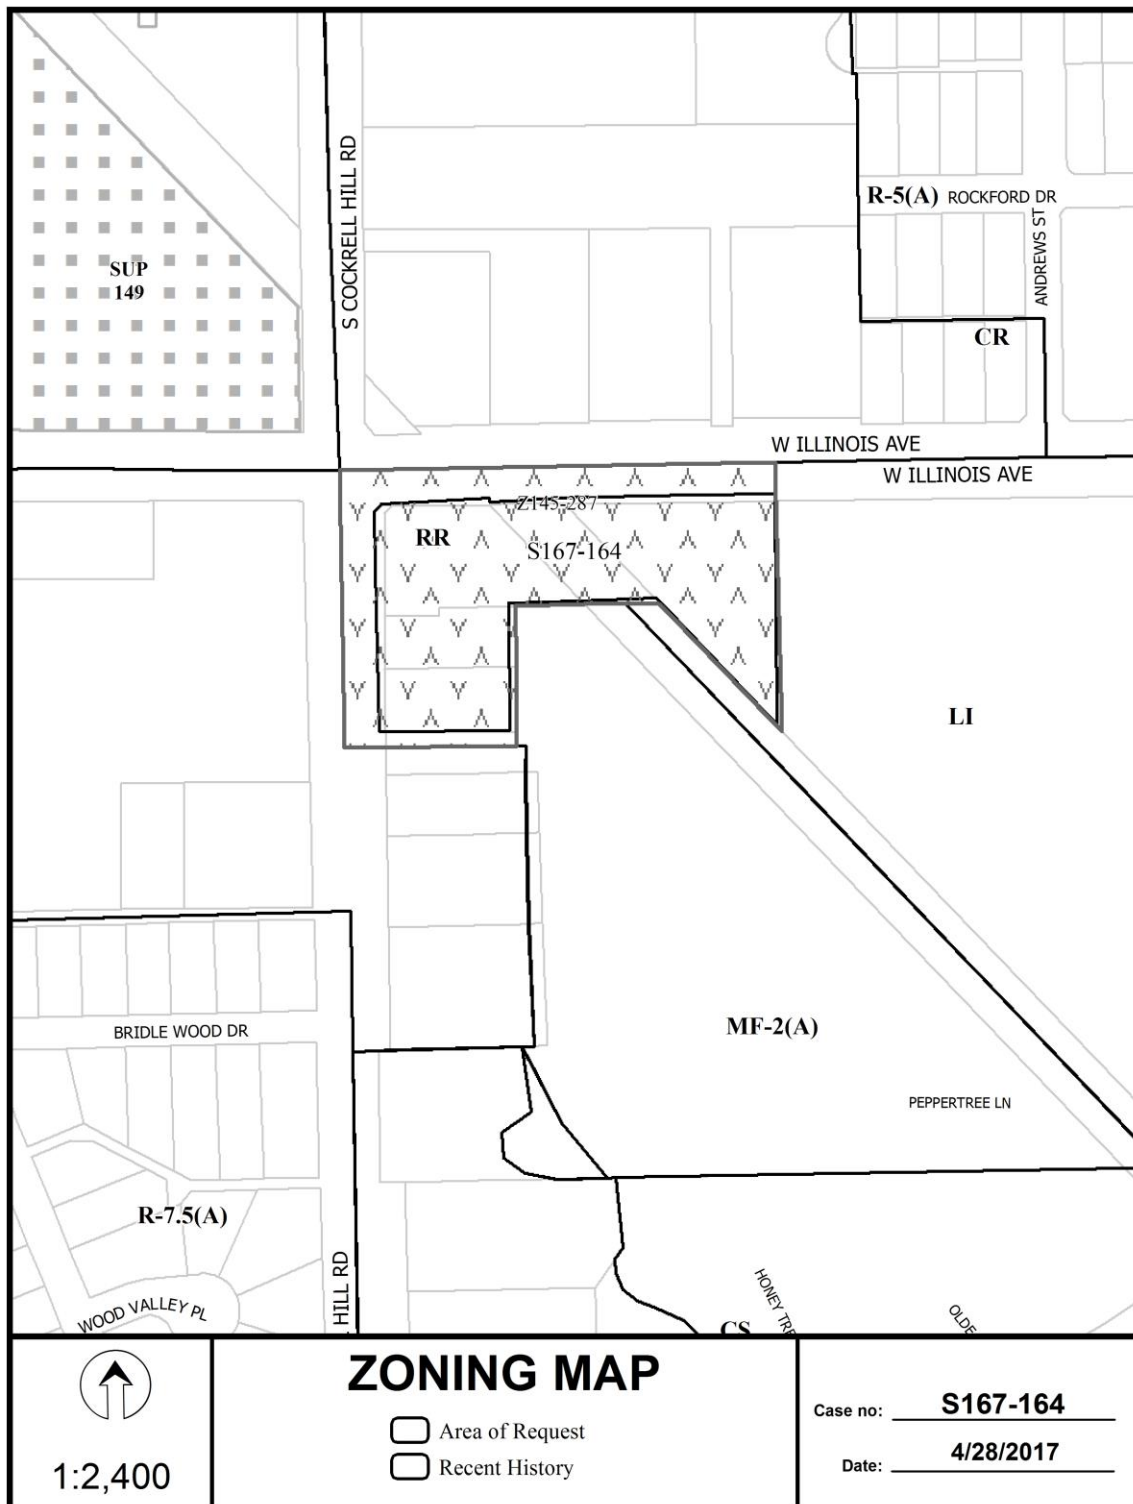 S COCKRELL HILL RD
R-5(A) ROCKFORD DR
ANDREWS ST
SUP
149
CR
W ILLINOIS AVE
W ILLINOIS AVE
Z145-287
RR
S167-164
LI
MF-2(A)
BRIDLE WOOD DR
PEPPERTREE LN
R-7.5(A)
HILL RD
WOOD VALLEY PL
HONEY TRE
OLDE
CS
1:2,400
ZONING MAP
Area of Request
Recent History
Case no: S167-164
Date: 4/28/2017